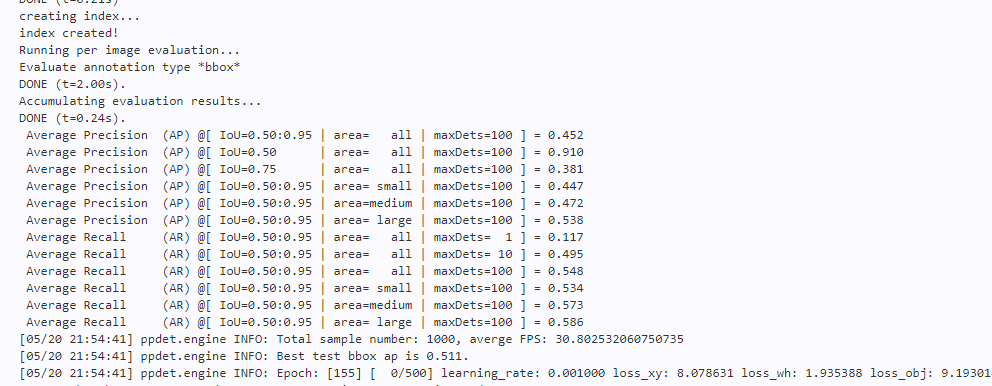 creating index...
index created!
Running per image evaluation...
Evaluate annotation type *bbox*
DONE (t=2.00s).
Accumulating evaluation results...
DONE (t=0.24s).
Average Precision  (AP) @[ IoU=0.50:0.95 | area=   all | maxDets=100 ] = 0.452
Average Precision  (AP) @[ IoU=0.50      | area=   all | maxDets=100 ] = 0.910
Average Precision  (AP) @[ IoU=0.75      | area=   all | maxDets=100 ] = 0.381
Average Precision  (AP) @[ IoU=0.50:0.95 | area= small | maxDets=100 ] = 0.447
Average Precision  (AP) @[ IoU=0.50:0.95 | area=medium | maxDets=100 ] = 0.472
Average Precision  (AP) @[ IoU=0.50:0.95 | area= large | maxDets=100 ] = 0.538
Average Recall     (AR) @[ IoU=0.50:0.95 | area=   all | maxDets=  1 ] = 0.117
Average Recall     (AR) @[ IoU=0.50:0.95 | area=   all | maxDets= 10 ] = 0.495
Average Recall     (AR) @[ IoU=0.50:0.95 | area=   all | maxDets=100 ] = 0.548
Average Recall     (AR) @[ IoU=0.50:0.95 | area= small | maxDets=100 ] = 0.534
Average Recall     (AR) @[ IoU=0.50:0.95 | area=medium | maxDets=100 ] = 0.573
Average Recall     (AR) @[ IoU=0.50:0.95 | area= large | maxDets=100 ] = 0.586
[05/20 21:54:41] ppdet.engine INFO: Total sample number: 1000, averge FPS: 30.802532060750735
[05/20 21:54:41] ppdet.engine INFO: Best test bbox ap is 0.511.
[05/20 21:54:41] ppdet.engine INFO: Epoch: [155] [  0/500] learning_rate: 0.001000 loss_xy: 8.078631 loss_wh: 1.935388 loss_obj: 9.19301